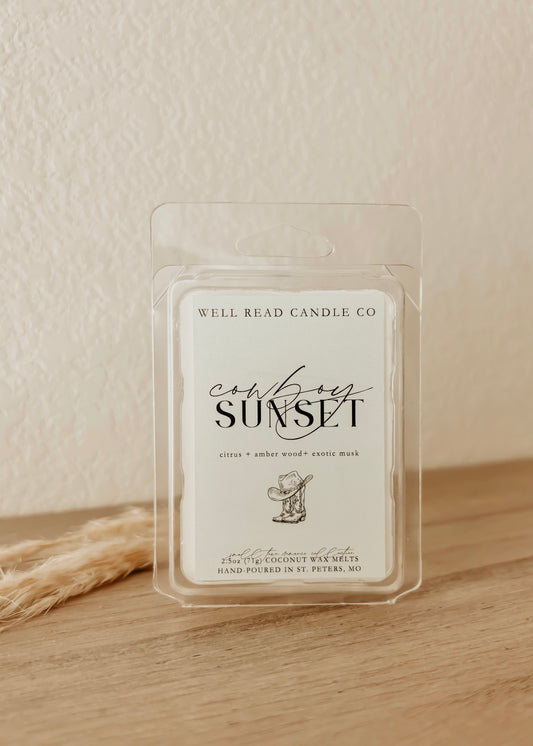 WELL READ CANDLE CO
cowboy
SUNSET
citrus + amber wood+ exotic musk
2.5oz (71g) COCONUT WAX MELTS
HAND-POURED IN ST. PETERS, MO